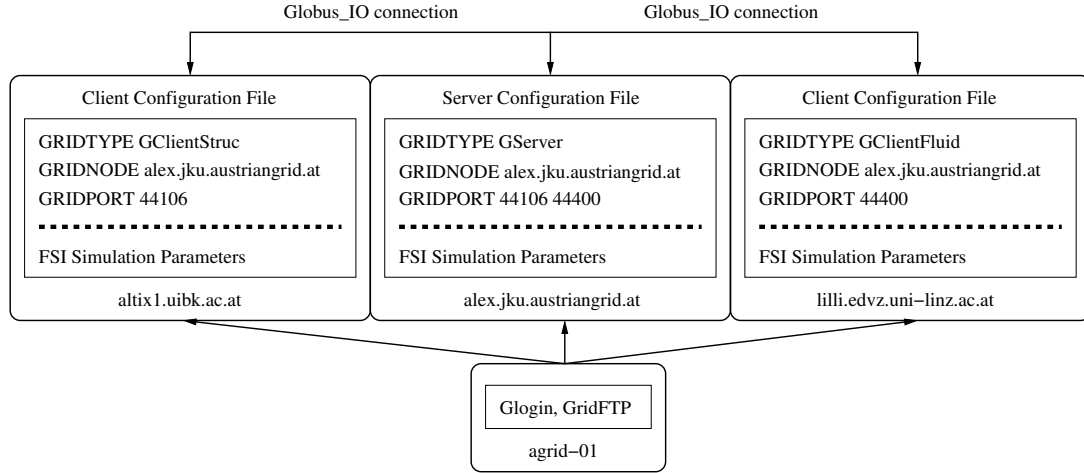 Globus_IO connection
Globus_IO connection
Client Configuration File
GRIDTYPE GClientStruc
GRIDNODE alex.jku.austriangrid.at
GRIDPORT 44106
FSI Simulation Parameters
altix1.uibk.ac.at
Server Configuration File
GRIDTYPE GServer
GRIDNODE alex.jku.austriangrid.at
GRIDPORT 44106 44400
FSI Simulation Parameters
alex.jku.austriangrid.at
Client Configuration File
GRIDTYPE GClientFluid
GRIDNODE alex.jku.austriangrid.at
GRIDPORT 44400
FSI Simulation Parameters
lilli.edvz.uni−linz.ac.at
Glogin, GridFTP
agrid−01